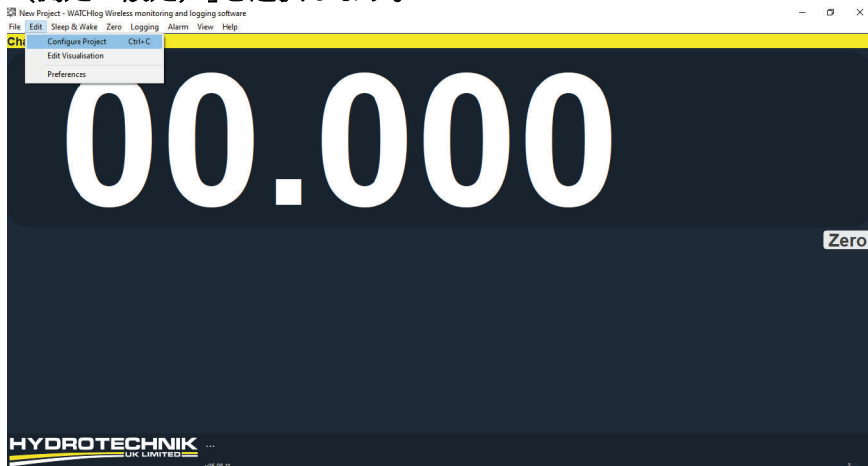 New Project - WATCHlog Wireless monitoring and logging software
File Edit Sleep & Wake Zero Logging Alarm View Help
Cha
Configure Project Ctrl+C
Edit Visualisation
Preferences
00.000
Zero
HYDROTECHNIK ...
UK LIMITED